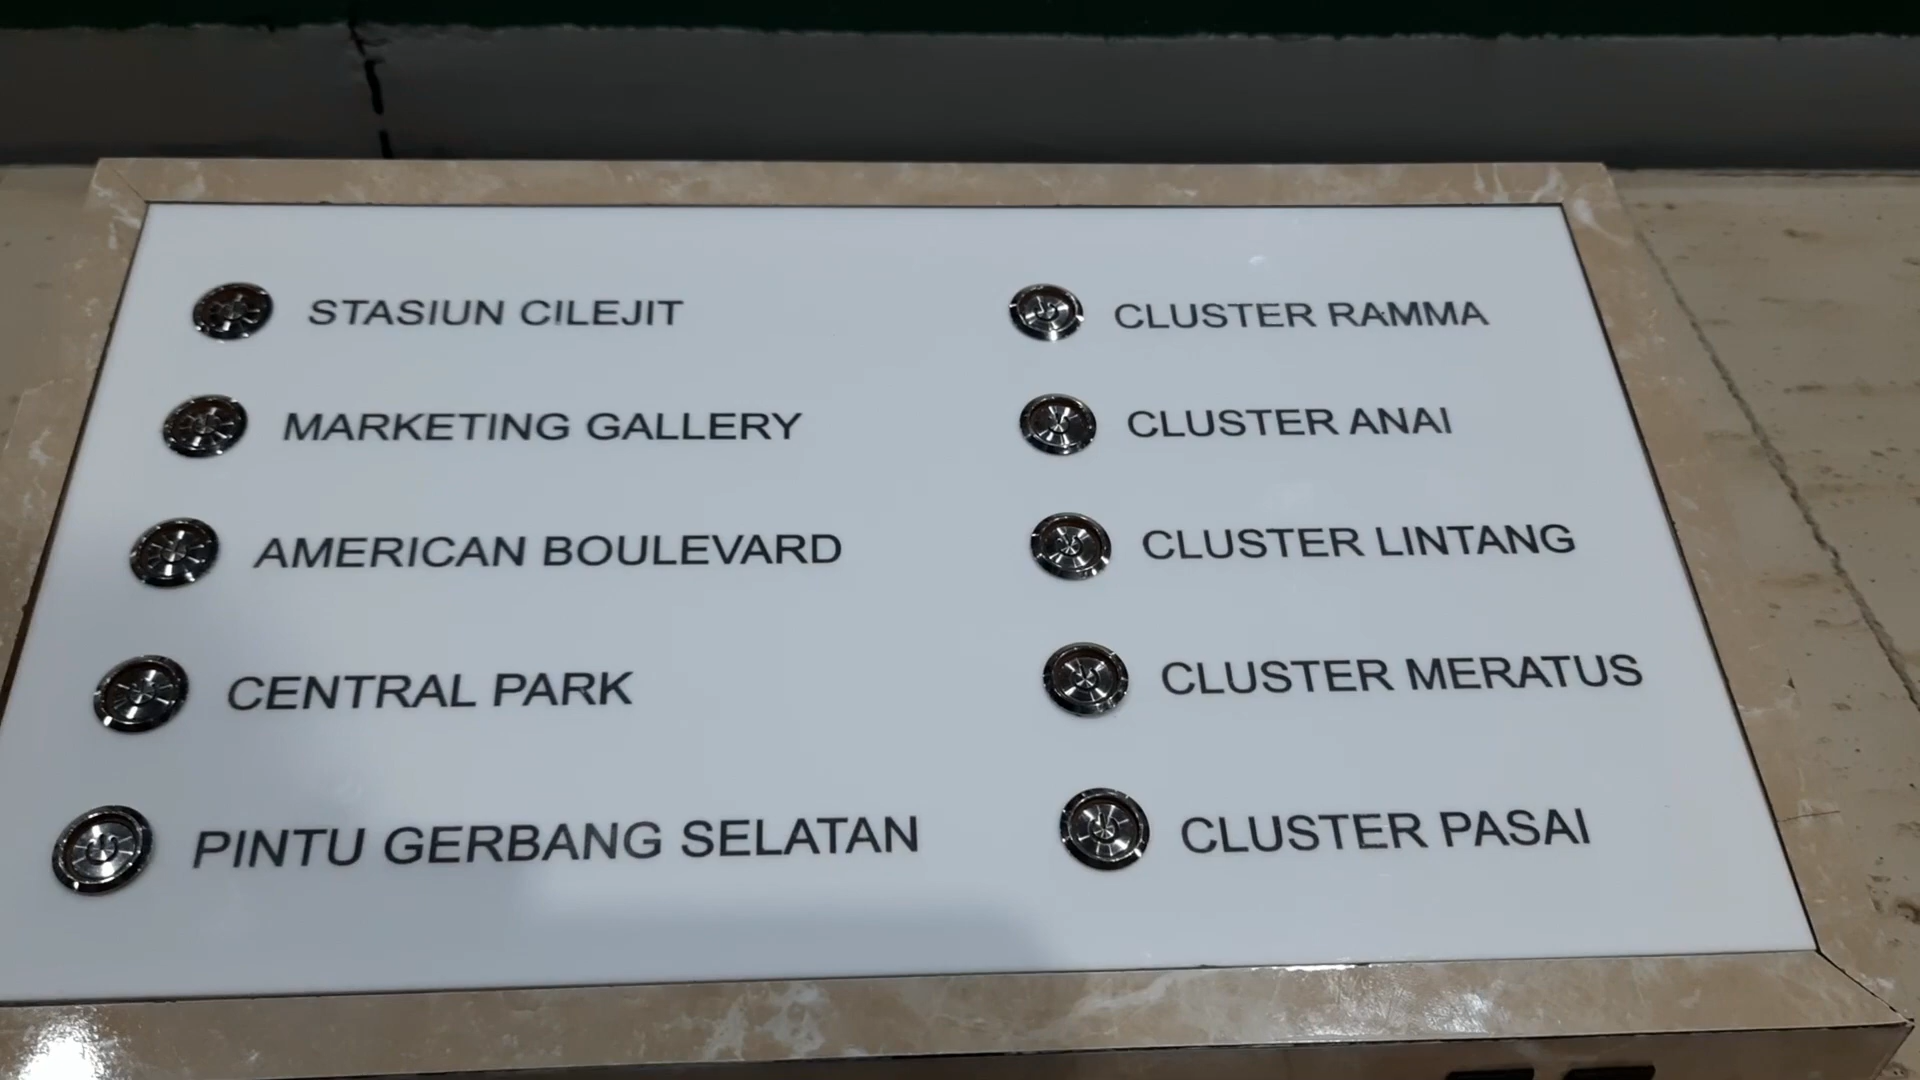 STASIUN CILEJIT
MARKETING GALLERY
AMERICAN BOULEVARD
CENTRAL PARK
PINTU GERBANG SELATAN
CLUSTER RAMMA
CLUSTER ANAI
CLUSTER LINTANG
CLUSTER MERATUS
CLUSTER PASAI